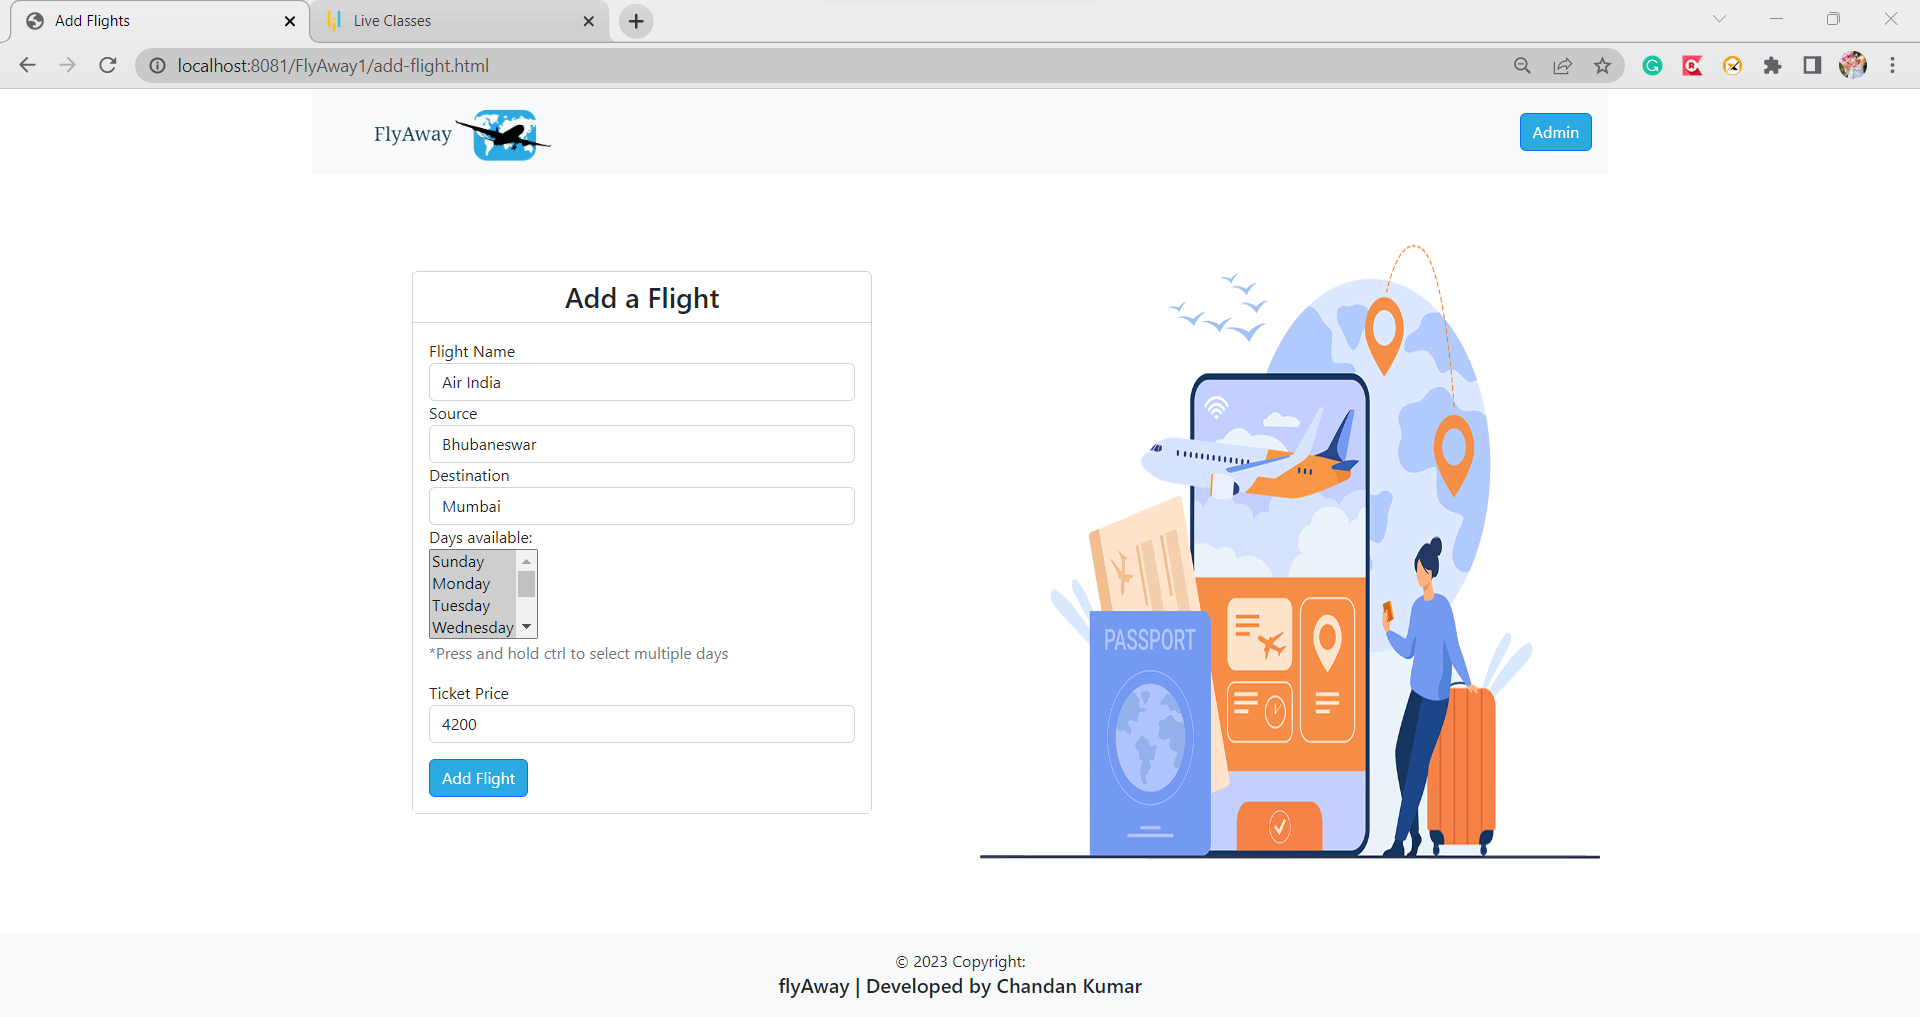 Add Flights
Live Classes
localhost:8081/FlyAway1/add-flight.html
FlyAway
Admin
Add a Flight
Flight Name
Air India
Source
Bhubaneswar
Destination
Mumbai
Days available:
Sunday
Monday
Tuesday
Wednesday
*Press and hold ctrl to select multiple days
Ticket Price
4200
Add Flight
PASSPORT
© 2023 Copyright:
flyAway | Developed by Chandan Kumar